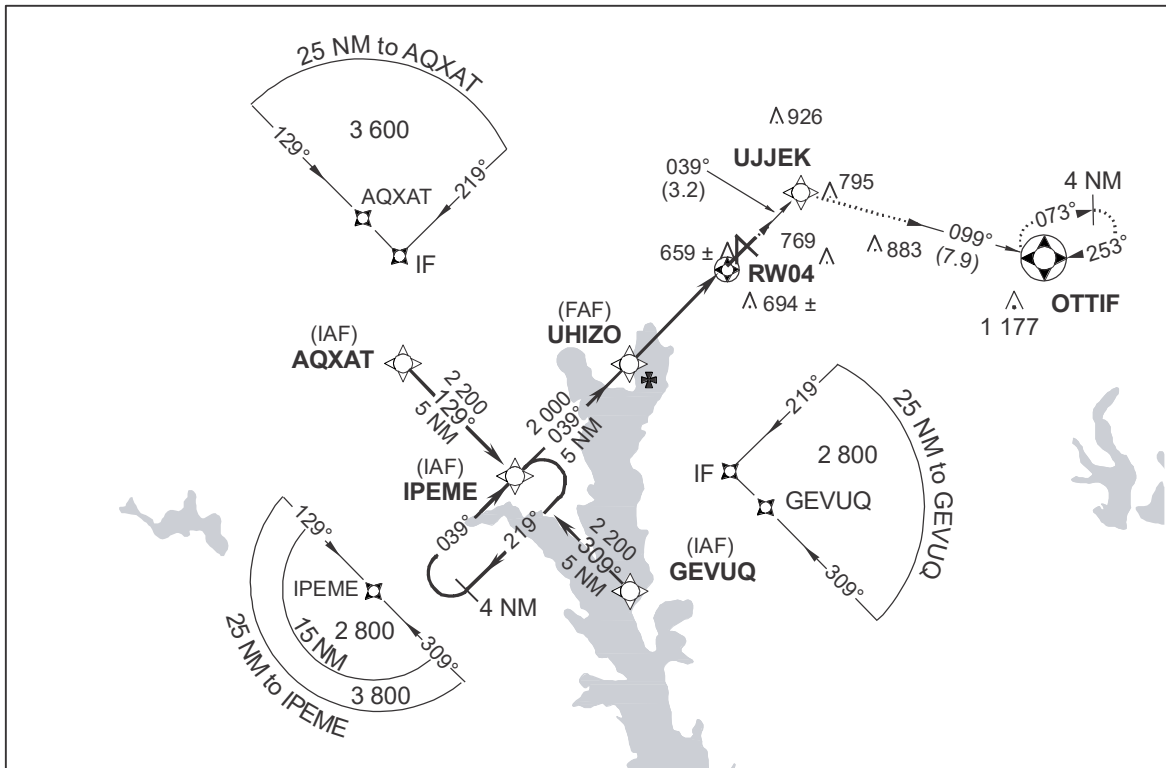 25 NM to AQXAT
3 600
129°
219°
AQXAT
IF
926
UJJEK
039°
(3.2)
795
4 NM
073°
253°
099°
(7.9)
883
769
659 ±
RW04
694 ±
OTTIF
1 177
(FAF)
UHIZO
(IAF)
AQXAT
2 200
129°
5 NM
2 000
039°
5 NM
(IAF)
IPEME
039°
219°
4 NM
2 200
309°
5 NM
(IAF)
GEVUQ
219°
2 800
IF
GEVUQ
309°
25 NM to GEVUQ
129°
IPEME
2 800
309°
15 NM
3 800
25 NM to IPEME